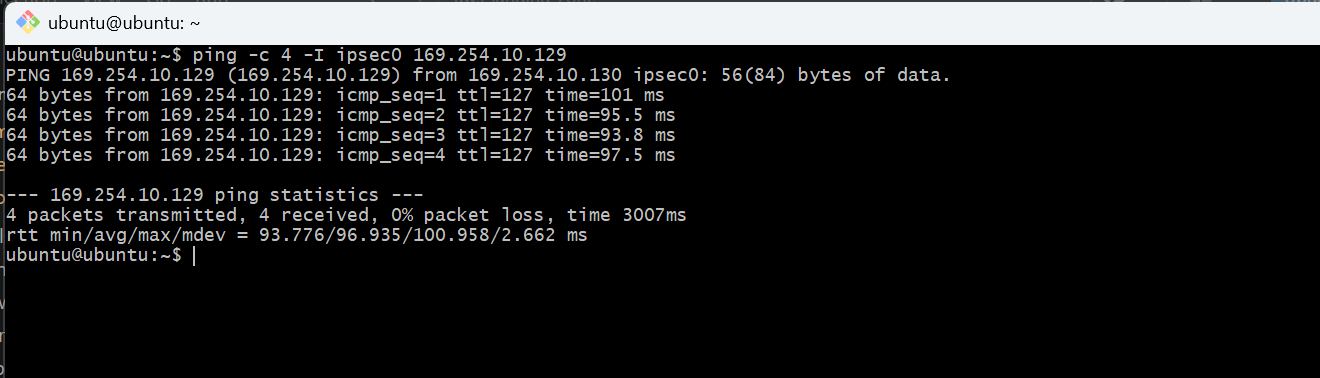 ubuntu@ubuntu: ~
ubuntu@ubuntu:~$ ping -c 4 -I ipsec0 169.254.10.129
PING 169.254.10.129 (169.254.10.129) from 169.254.10.130 ipsec0: 56(84) bytes of data.
64 bytes from 169.254.10.129: icmp_seq=1 ttl=127 time=101 ms
64 bytes from 169.254.10.129: icmp_seq=2 ttl=127 time=95.5 ms
64 bytes from 169.254.10.129: icmp_seq=3 ttl=127 time=93.8 ms
64 bytes from 169.254.10.129: icmp_seq=4 ttl=127 time=97.5 ms

--- 169.254.10.129 ping statistics ---
4 packets transmitted, 4 received, 0% packet loss, time 3007ms
rtt min/avg/max/mdev = 93.776/96.935/100.958/2.662 ms
ubuntu@ubuntu:~$